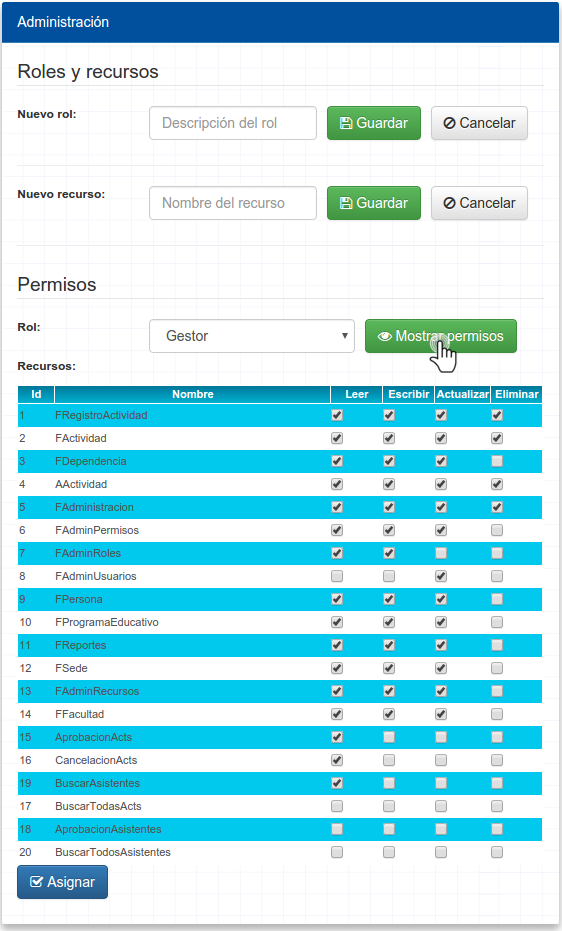 Administración
Roles y recursos
Nuevo rol: Descripción del rol Guardar Cancelar
Nuevo recurso: Nombre del recurso Guardar Cancelar
Permisos
Rol: Gestor Mostrar permisos
Recursos:
Id Nombre Leer Escribir Actualizar Eliminar
1 FRegistroActividad
2 FActividad
3 FDependencia
4 AActividad
5 FAdministracion
6 FAdminPermisos
7 FAdminRoles
8 FAdminUsuarios
9 FPersona
10 FProgramaEducativo
11 FReportes
12 FSede
13 FAdminRecursos
14 FFacultad
15 AprobacionActs
16 CancelacionActs
19 BuscarAsistentes
17 BuscarTodasActs
18 AprobacionAsistentes
20 BuscarTodosAsistentes
Asignar